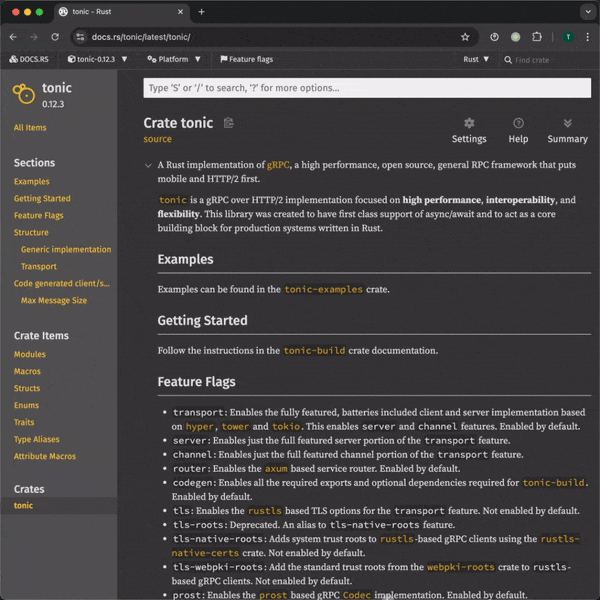 tonic - Rust
docs.rs/tonic/latest/tonic/
T
DOCS.RS
tonic-0.12.3
Platform
Feature flags
Rust
Find crate
tonic
0.12.3
All Items
Sections
Examples
Getting Started
Feature Flags
Structure
Generic implementation
Transport
Code generated client/s...
Max Message Size
Crate Items
Modules
Macros
Structs
Enums
Traits
Type Aliases
Attribute Macros
Crates
tonic
Type 'S' or '/' to search, '?' for more options…
Crate tonic
source
Settings
Help
Summary
A Rust implementation of gRPC, a high performance, open source, general RPC framework that puts
mobile and HTTP/2 first.
tonic is a gRPC over HTTP/2 implementation focused on high performance, interoperability, and
flexibility. This library was created to have first class support of async/await and to act as a core
building block for production systems written in Rust.
Examples
Examples can be found in the tonic-examples crate.
Getting Started
Follow the instructions in the tonic-build crate documentation.
Feature Flags
• transport: Enables the fully featured, batteries included client and server implementation based
on hyper, tower and tokio. This enables server and channel features. Enabled by default.
• server: Enables just the full featured server portion of the transport feature.
• channel: Enables just the full featured channel portion of the transport feature.
• router: Enables the axum based service router. Enabled by default.
• codegen: Enables all the required exports and optional dependencies required for tonic-build.
Enabled by default.
• tls: Enables the rustls based TLS options for the transport feature. Not enabled by default.
• tls-roots: Deprecated. An alias to tls-native-roots feature.
• tls-native-roots: Adds system trust roots to rustls-based gRPC clients using the rustls-
native-certs crate. Not enabled by default.
• tls-webpki-roots: Add the standard trust roots from the webpki-roots crate to rustls-
based gRPC clients. Not enabled by default.
• prost: Enables the prost based gRPC Codec implementation. Enabled by default.